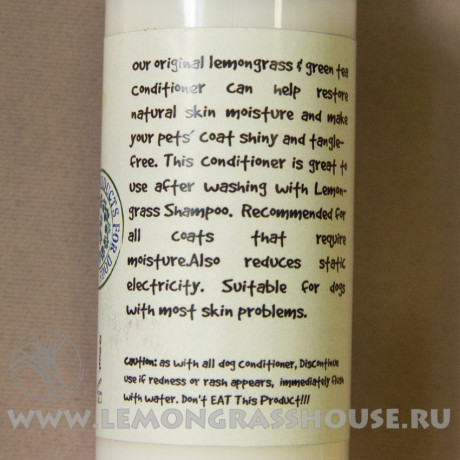 our original lemongrass & green tea
conditioner can help restore
natural skin moisture and make
your pets' coat shiny and tangle-
free. This conditioner is great to
use after washing with Lemon-
grass Shampoo. Recommended for
all coats that require
moisture.Also reduces static
electricity. Suitable for dogs
with most skin problems.
Caution: as with all dog conditioner, Discontinue
use if redness or rash appears, immediately flush
with water. Don't EAT This Product!!!
WWW.LEMONGRASSHOUSE.RU